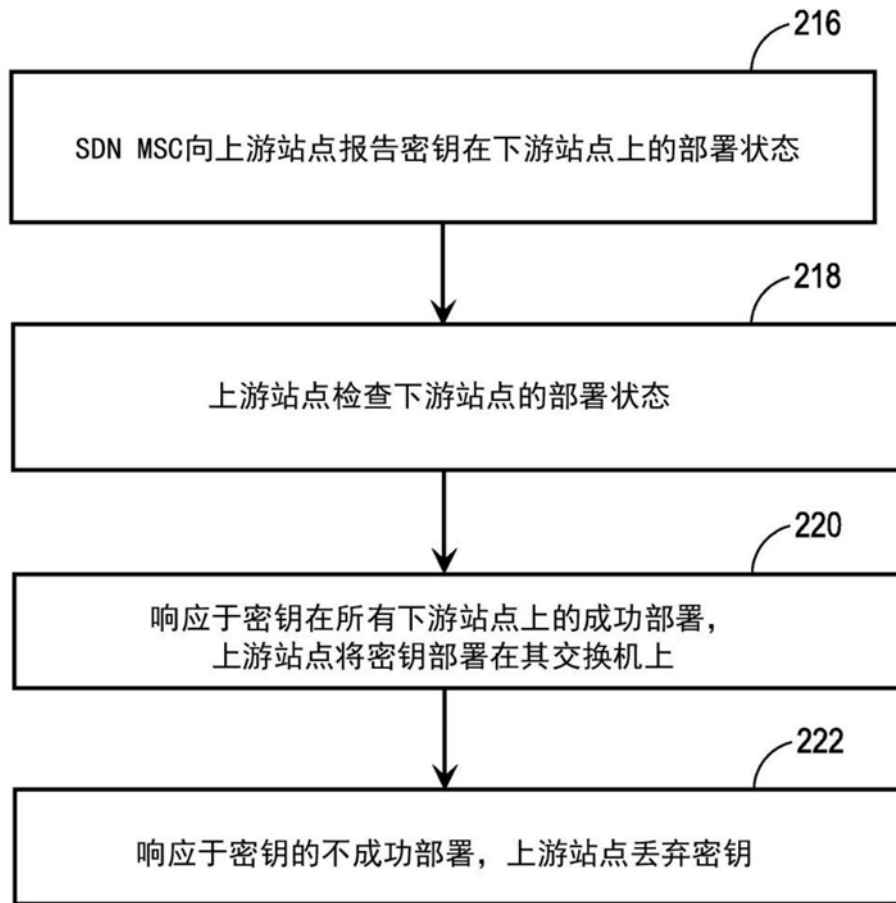 216
SDN MSC向上游站点报告密钥在下游站点上的部署状态
218
上游站点检查下游站点的部署状态
220
响应于密钥在所有下游站点上的成功部署，
上游站点将密钥部署在其交换机上
222
响应于密钥的不成功部署，上游站点丢弃密钥